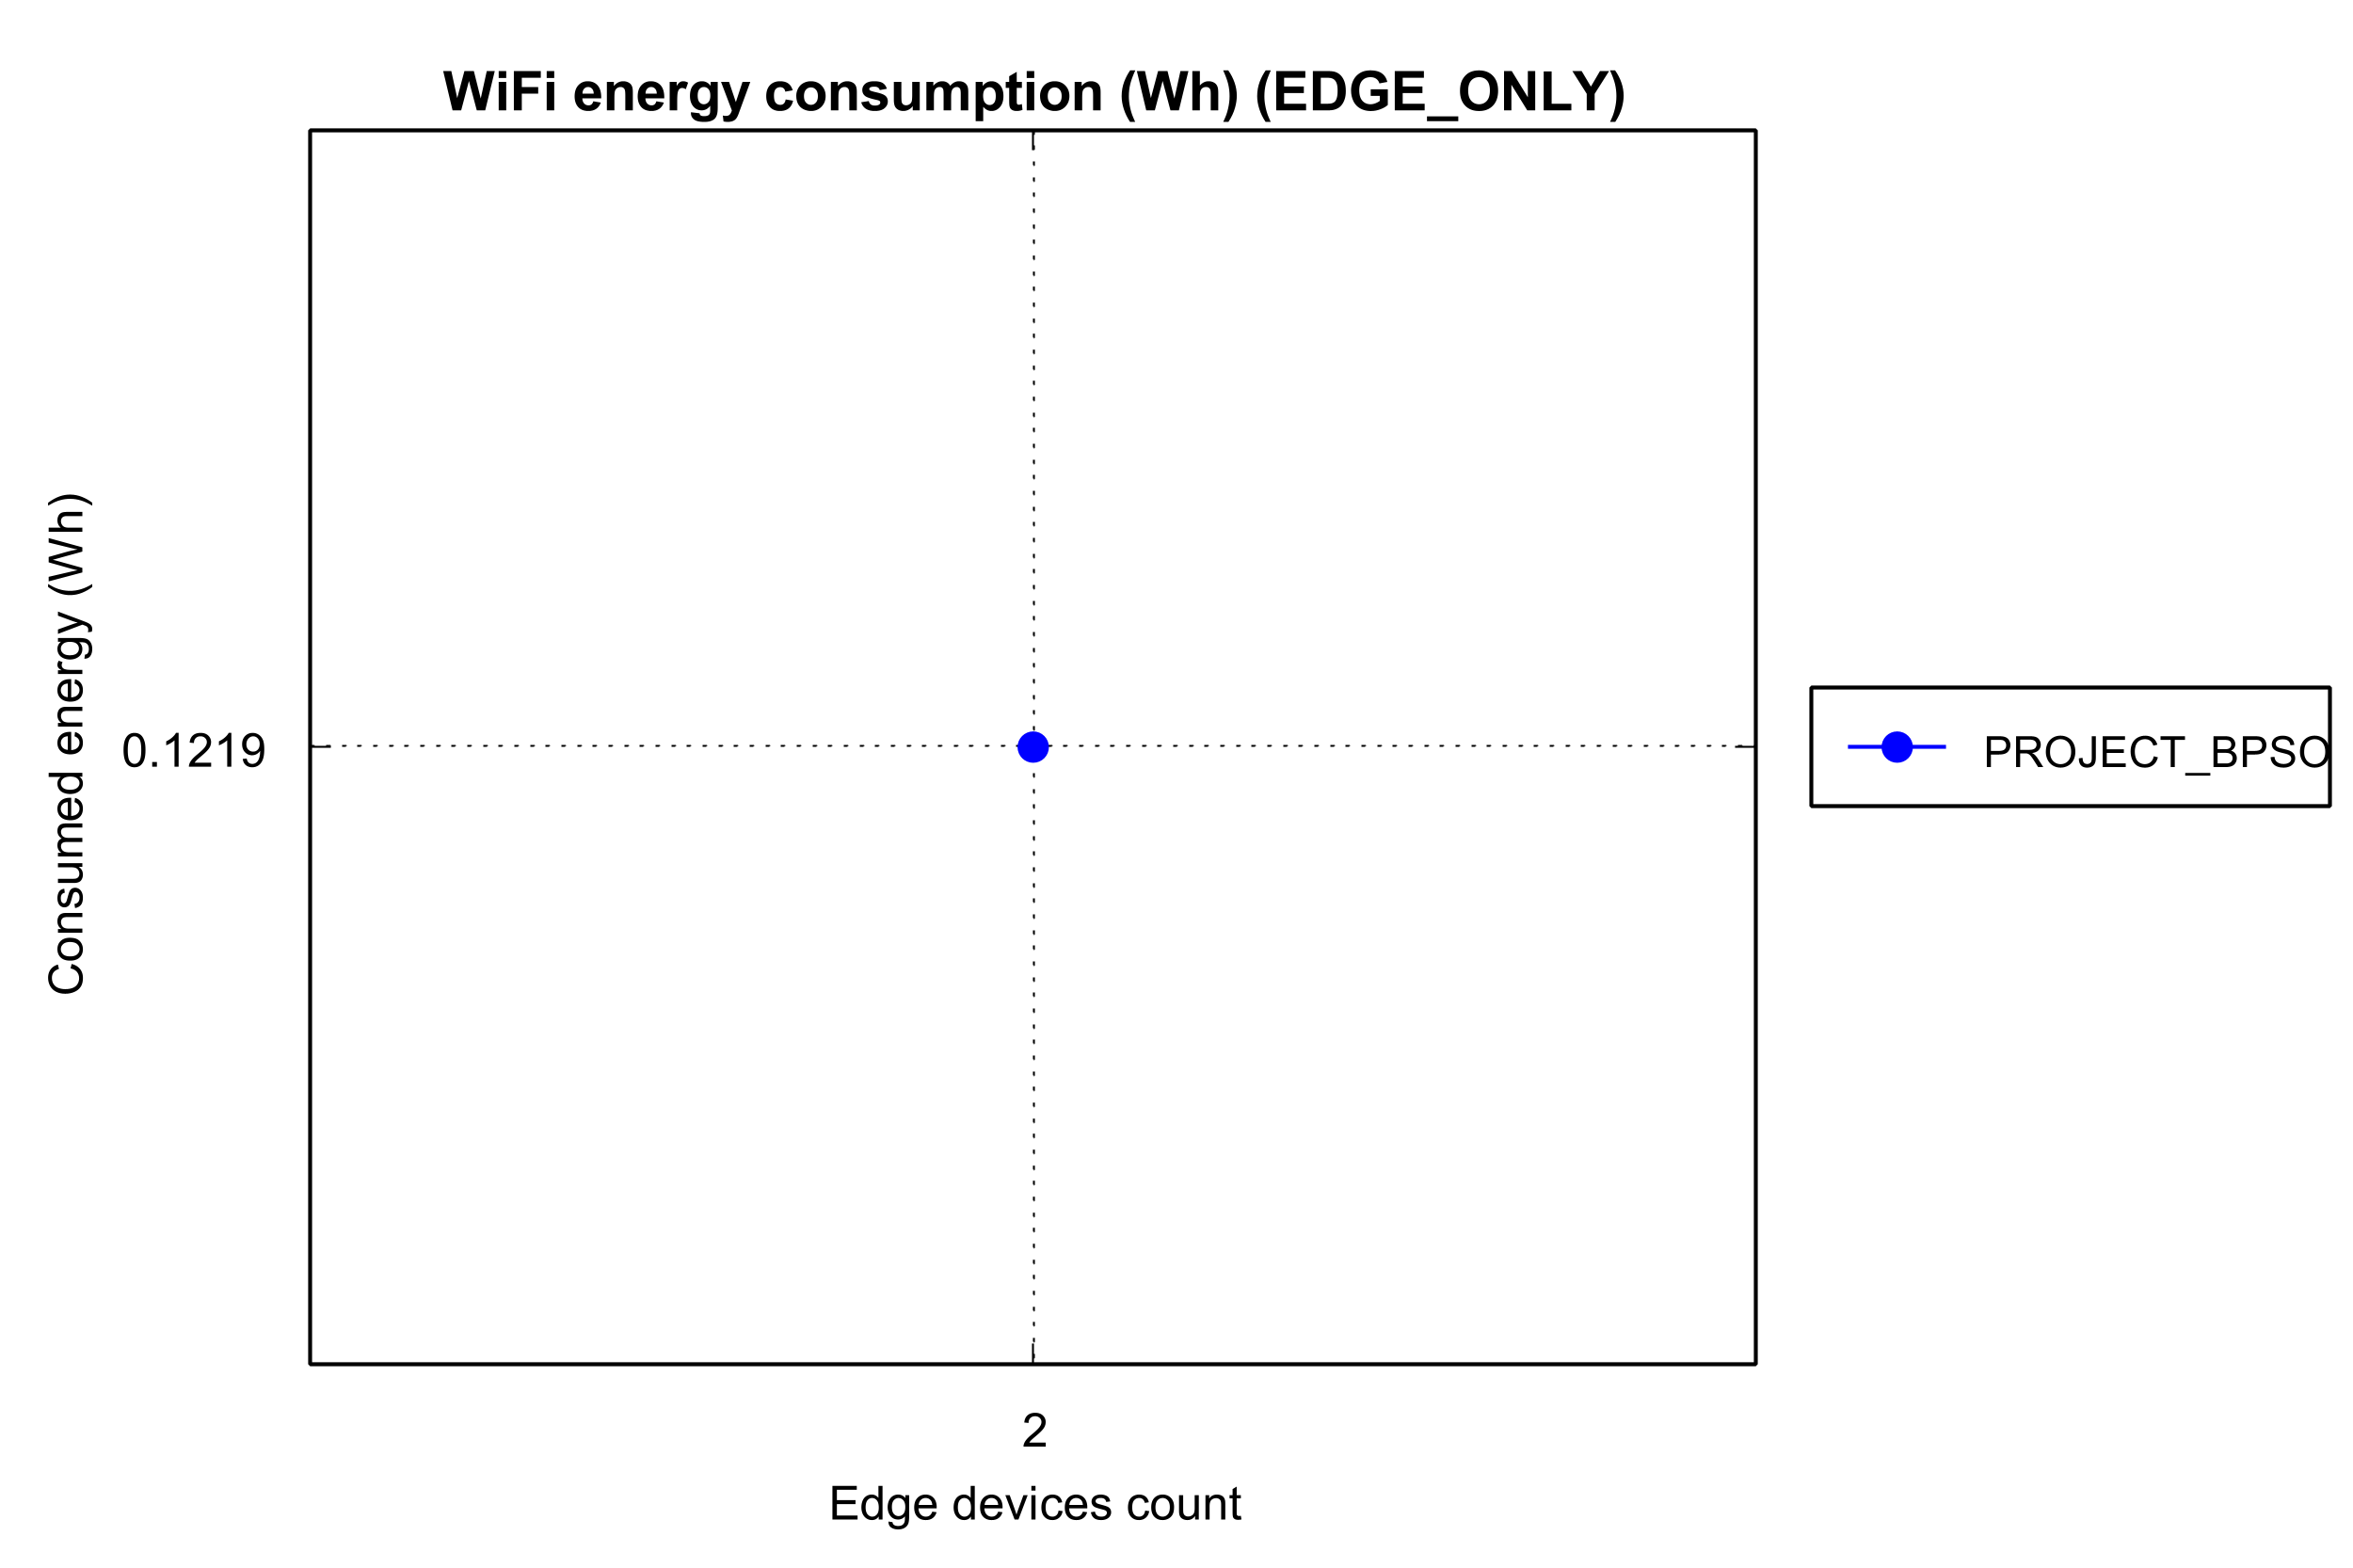 WiFi energy consumption (Wh) (EDGE_ONLY)
Consumed energy (Wh)
0.1219
PROJECT_BPSO
2
Edge devices count